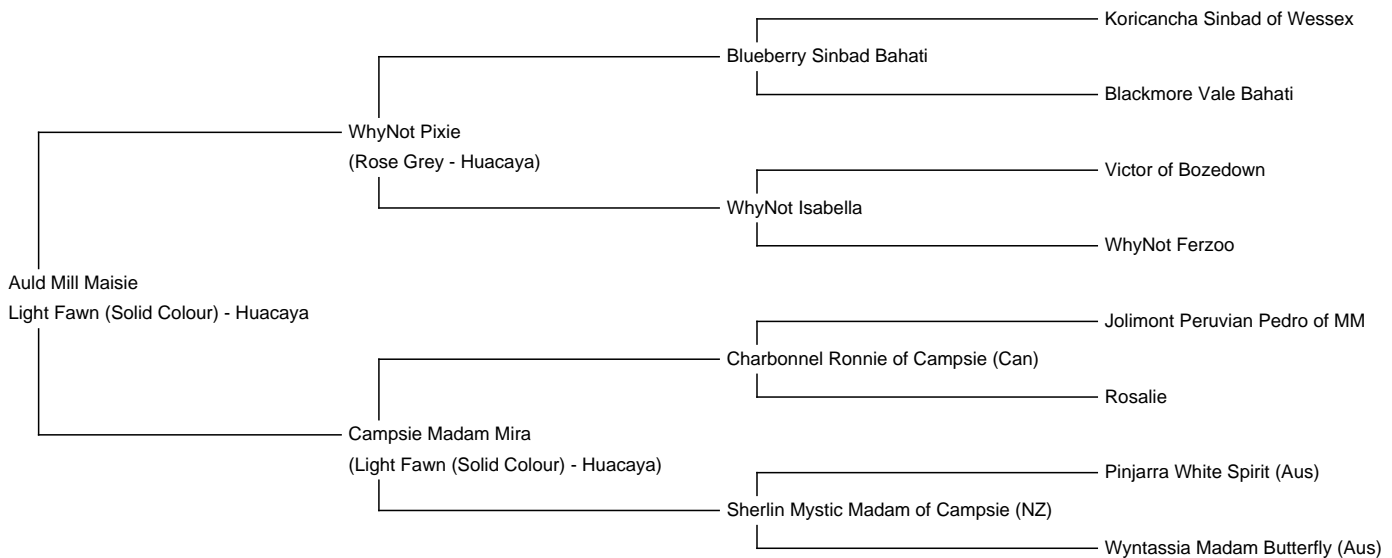 Koricancha Sinbad of Wessex
Blueberry Sinbad Bahati
Blackmore Vale Bahati
WhyNot Pixie
(Rose Grey - Huacaya)
Victor of Bozedown
WhyNot Isabella
WhyNot Ferzoo
Auld Mill Maisie
Light Fawn (Solid Colour) - Huacaya
Jolimont Peruvian Pedro of MM
Charbonnel Ronnie of Campsie (Can)
Rosalie
Campsie Madam Mira
(Light Fawn (Solid Colour) - Huacaya)
Pinjarra White Spirit (Aus)
Sherlin Mystic Madam of Campsie (NZ)
Wyntassia Madam Butterfly (Aus)